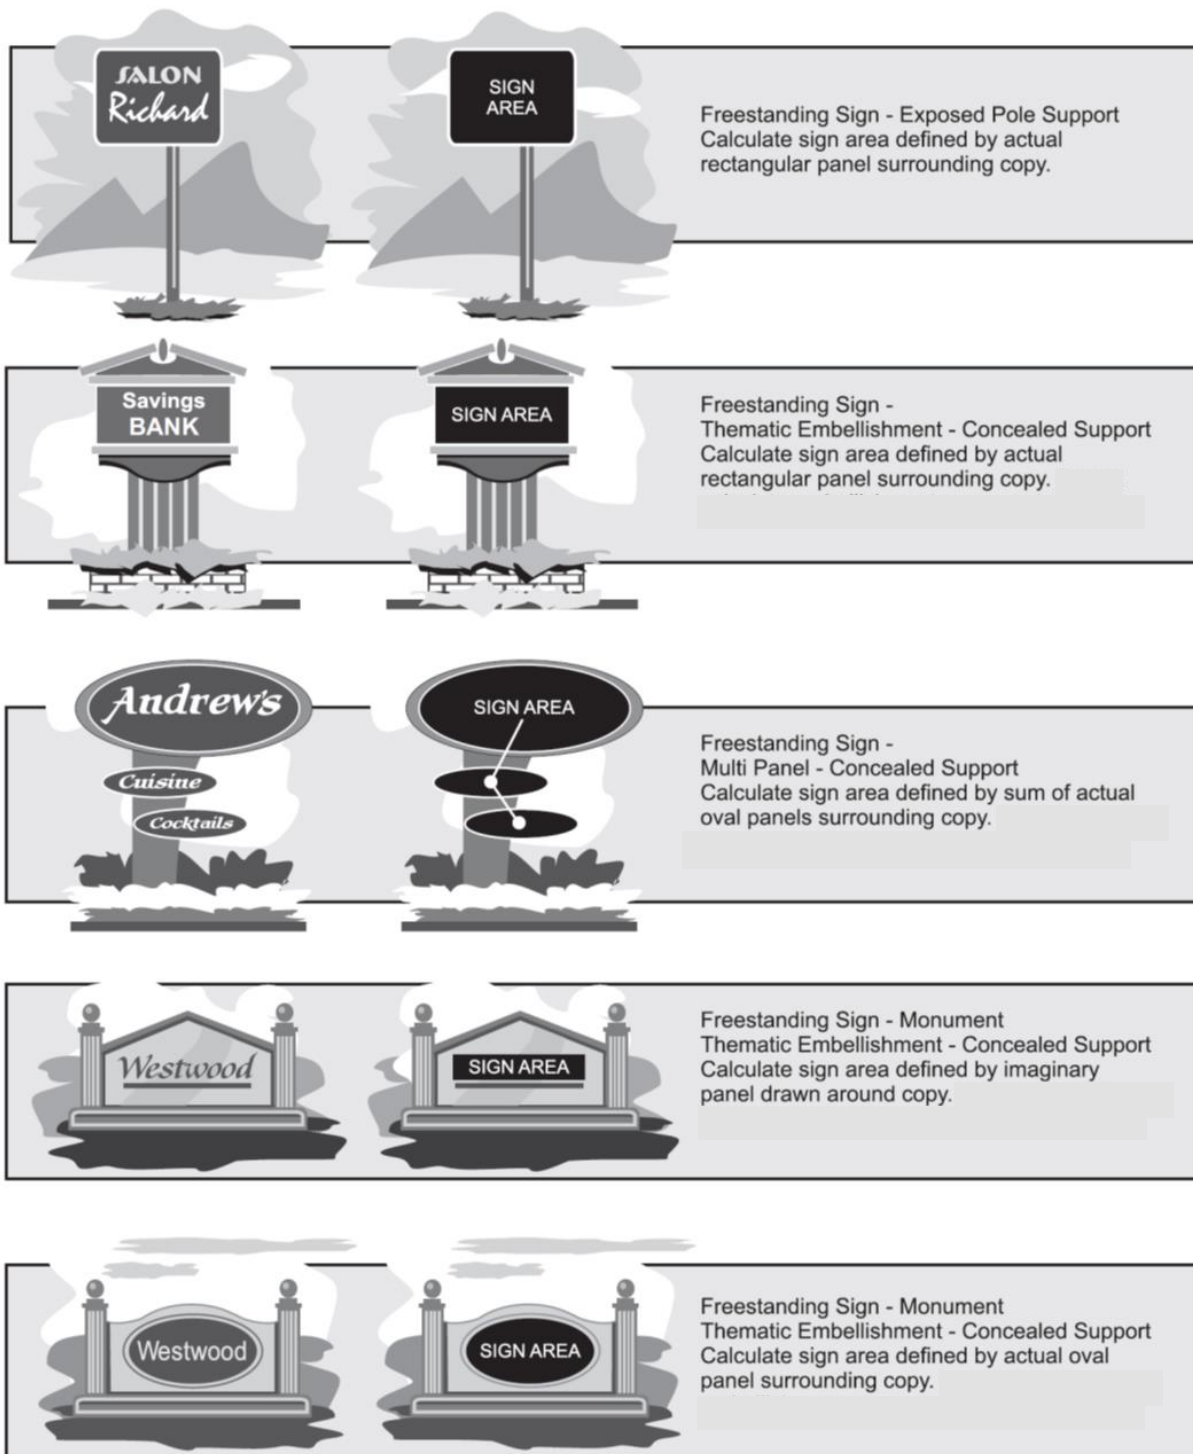 SALON
Richard
SIGN
AREA
Freestanding Sign - Exposed Pole Support
Calculate sign area defined by actual
rectangular panel surrounding copy.
Savings
BANK
SIGN AREA
Freestanding Sign -
Thematic Embellishment - Concealed Support
Calculate sign area defined by actual
rectangular panel surrounding copy.
Andrew's
Cuisine
Cocktails
SIGN AREA
Freestanding Sign -
Multi Panel - Concealed Support
Calculate sign area defined by sum of actual
oval panels surrounding copy.
Westwood
SIGN AREA
Freestanding Sign - Monument
Thematic Embellishment - Concealed Support
Calculate sign area defined by imaginary
panel drawn around copy.
Westwood
SIGN AREA
Freestanding Sign - Monument
Thematic Embellishment - Concealed Support
Calculate sign area defined by actual oval
panel surrounding copy.